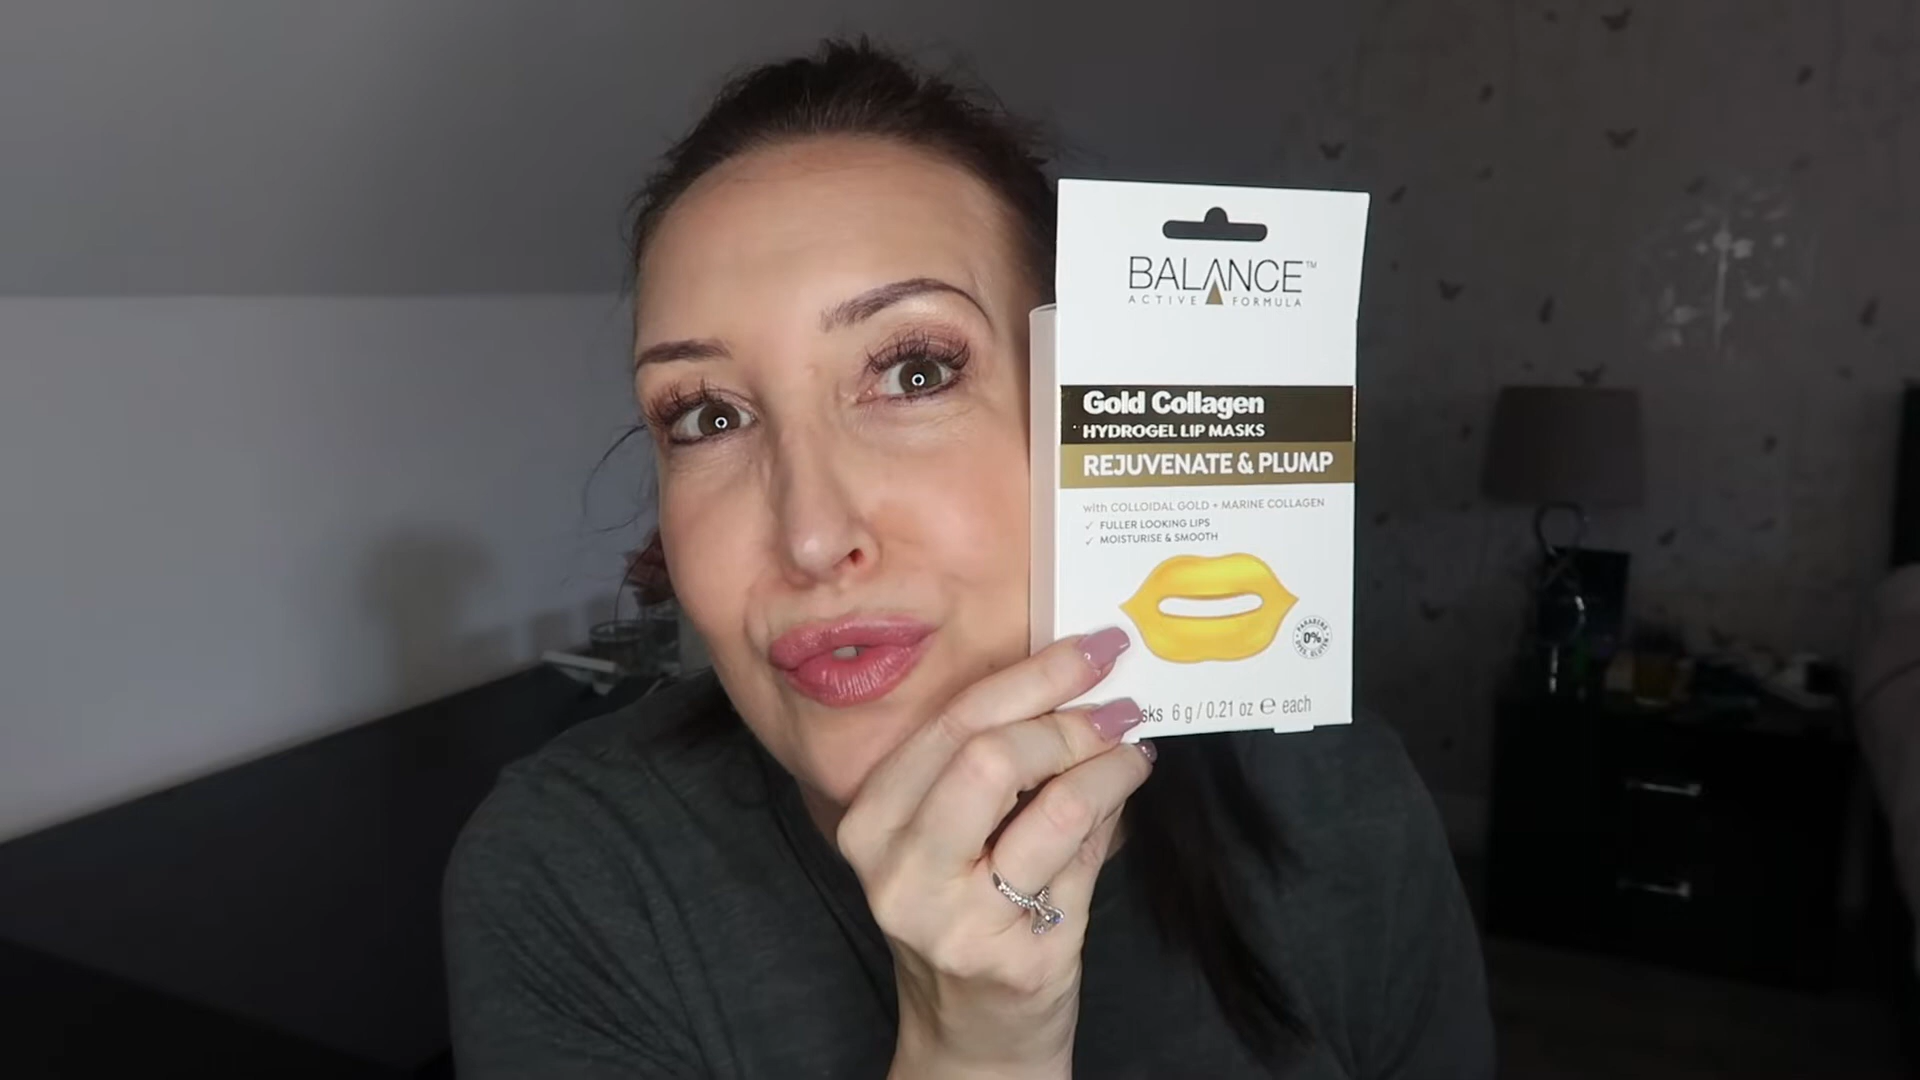 BALANCE™
ACTIVE FORMULA
Gold Collagen
HYDROGEL LIP MASKS
REJUVENATE & PLUMP
with COLLOIDAL GOLD + MARINE COLLAGEN
✓ FULLER LOOKING LIPS
✓ MOISTURISE & SMOOTH
PARABENS
0%
6 g / 0.21 oz ℮ each